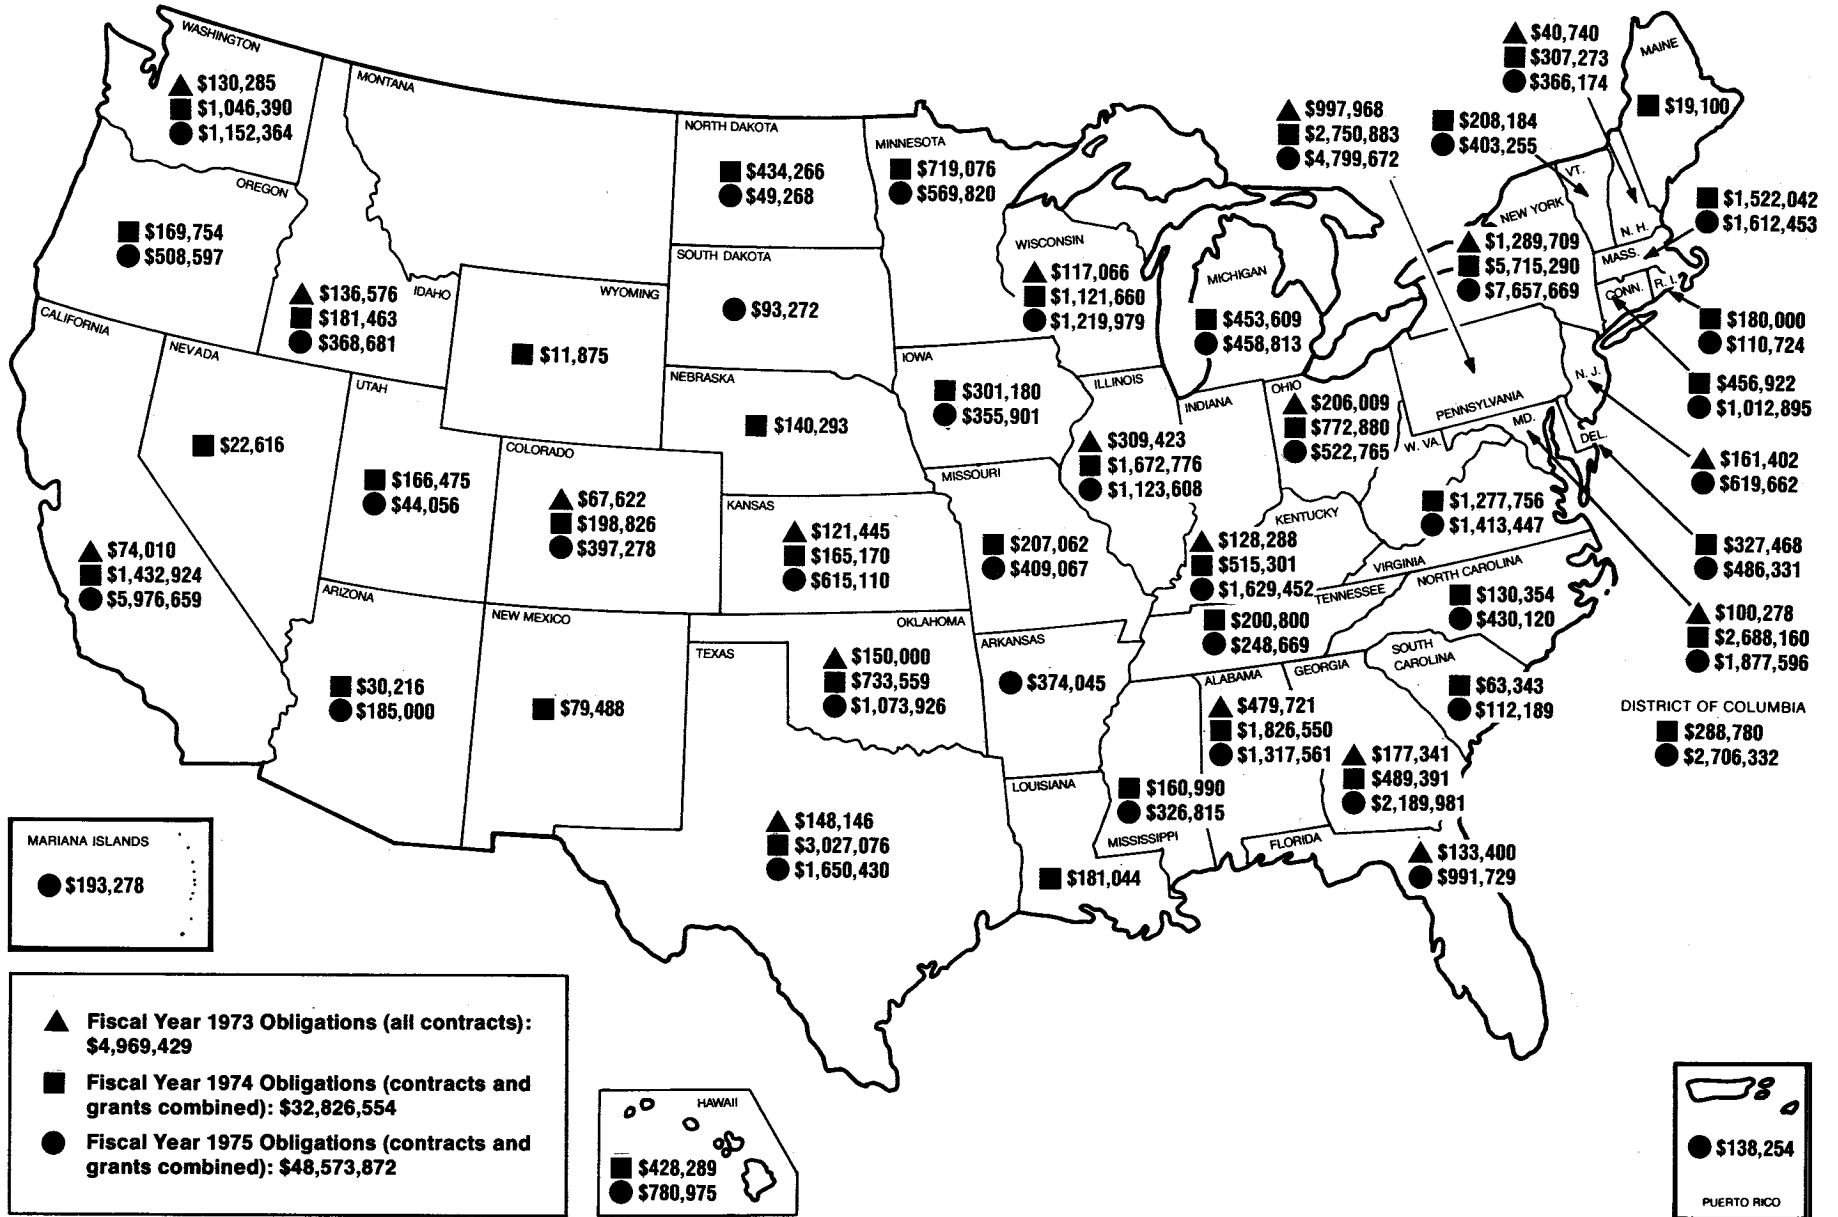 WASHINGTON
$130,285
$1,046,390
$1,152,364
MONTANA
OREGON
$169,754
$508,597
IDAHO
$136,576
$181,463
$368,681
WYOMING
$11,875
NORTH DAKOTA
$434,266
$49,268
SOUTH DAKOTA
$93,272
MINNESOTA
$719,076
$569,820
WISCONSIN
$117,066
$1,121,660
$1,219,979
MICHIGAN
$453,609
$458,813
$997,968
$2,750,883
$4,799,672
$208,184
$403,255
$40,740
$307,273
$366,174
MAINE
$19,100
VT.
N. H.
NEW YORK
$1,289,709
$5,715,290
$7,657,669
MASS.
$1,522,042
$1,612,453
CONN.
R. I.
$180,000
$110,724
$456,922
$1,012,895
N. J.
$161,402
$619,662
PENNSYLVANIA
MD.
DEL.
$327,468
$486,331
$100,278
$2,688,160
$1,877,596
DISTRICT OF COLUMBIA
$288,780
$2,706,332
CALIFORNIA
$74,010
$1,432,924
$5,976,659
NEVADA
$22,616
UTAH
$166,475
$44,056
COLORADO
$67,622
$198,826
$397,278
NEBRASKA
$140,293
KANSAS
$121,445
$165,170
$615,110
IOWA
$301,180
$355,901
MISSOURI
$207,062
$409,067
ILLINOIS
$309,423
$1,672,776
$1,123,608
INDIANA
OHIO
$206,009
$772,880
$522,765
W. VA.
$1,277,756
$1,413,447
VIRGINIA
KENTUCKY
$128,288
$515,301
$1,629,452
TENNESSEE
$200,800
$248,669
NORTH CAROLINA
$130,354
$430,120
SOUTH
CAROLINA
$63,343
$112,189
ARIZONA
$30,216
$185,000
NEW MEXICO
$79,488
OKLAHOMA
$150,000
$733,559
$1,073,926
TEXAS
$148,146
$3,027,076
$1,650,430
ARKANSAS
$374,045
LOUISIANA
$181,044
MISSISSIPPI
$160,990
$326,815
ALABAMA
$479,721
$1,826,550
$1,317,561
GEORGIA
$177,341
$489,391
$2,189,981
FLORIDA
$133,400
$991,729
MARIANA ISLANDS
$193,278
Fiscal Year 1973 Obligations (all contracts):
$4,969,429
Fiscal Year 1974 Obligations (contracts and
grants combined): $32,826,554
Fiscal Year 1975 Obligations (contracts and
grants combined): $48,573,872
HAWAII
$428,289
$780,975
$138,254
PUERTO RICO